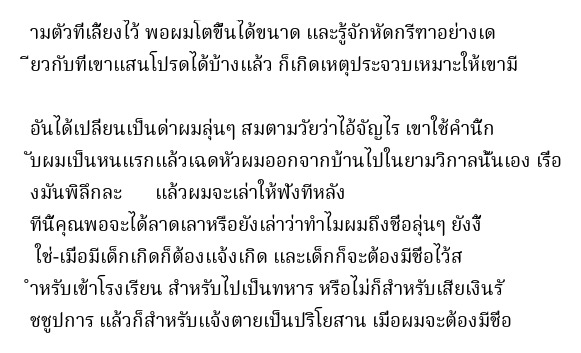 ามตัวที่เลี้ยงไว้ พอผมโตขึ้นได้ขนาด และรู้จักหัดกรีฑาอย่างเด
ียวกับที่เขาแสนโปรดได้บ้างแล้ว ก็เกิดเหตุประจวบเหมาะให้เขามี
อันได้เปลี่ยนเป็นด่าผมลุ่นๆ สมตามวัยว่าไอ้จัญไร เขาใช้คำนี้ก
ับผมเป็นหนแรกแล้วเฉดหัวผมออกจากบ้านไปในยามวิกาลนั้นเอง เรื่อ
งมันพิลึกละ แล้วผมจะเล่าให้ฟังทีหลัง
ทีนี้คุณพอจะได้ลาดเลาหรือยังเล่าว่าทำไมผมถึงชื่อลุ่นๆ ยังงี้
ใช่-เมื่อมีเด็กเกิดก็ต้องแจ้งเกิด และเด็กก็จะต้องมีชื่อไว้ส
ำหรับเข้าโรงเรียน สำหรับไปเป็นทหาร หรือไม่ก็สำหรับเสียเงินรั
ชชูปการ แล้วก็สำหรับแจ้งตายเป็นปริโยสาน เมื่อผมจะต้องมีชื่อ